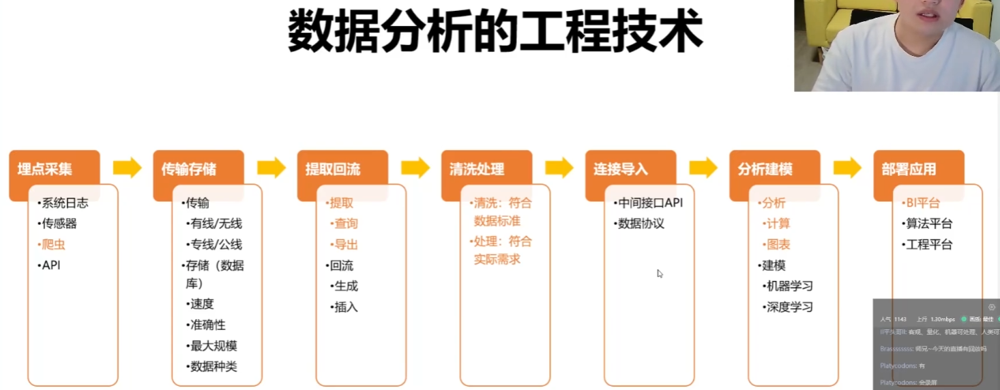 数据分析的工程技术
埋点采集
•系统日志
•传感器
•爬虫
•API
传输存储
•传输
•有线/无线
•专线/公线
•存储（数据
库）
•速度
•准确性
•最大规模
•数据种类
提取回流
•提取
•查询
•导出
•回流
•生成
•插入
清洗处理
•清洗：符合
数据标准
•处理：符合
实际需求
连接导入
•中间接口API
•数据协议
分析建模
•分析
•计算
•图表
•建模
•机器学习
•深度学习
部署应用
•BI平台
•算法平台
•工程平台
人气 1143 上行 1.30mbps 画质: 最佳
II平头哥II: 客观、量化、机器可处理、人类可
Brassssssss: 师兄~今天的直播有回放吗
Platycodons: 有
Platycodons: 会录屏